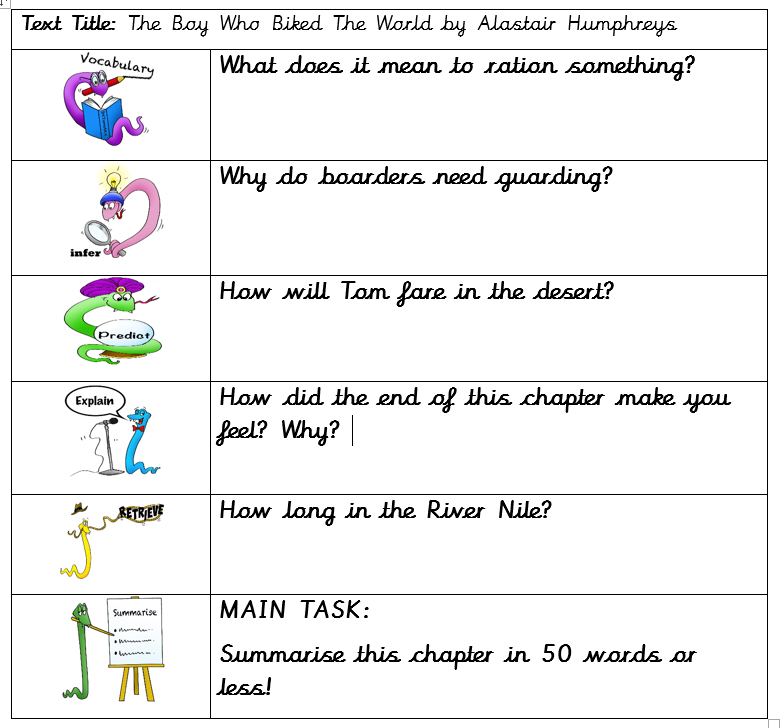 Text Title: The Boy Who Biked The World by Alastair Humphreys
Vocabulary
What does it mean to ration something?
Why do boarders need guarding?
infer
How will Tom fare in the desert?
Predict
How did the end of this chapter make you
feel? Why?
Explain
How long in the River Nile?
RETRIEVE
MAIN TASK:
Summarise
Summarise this chapter in 50 words or
less!